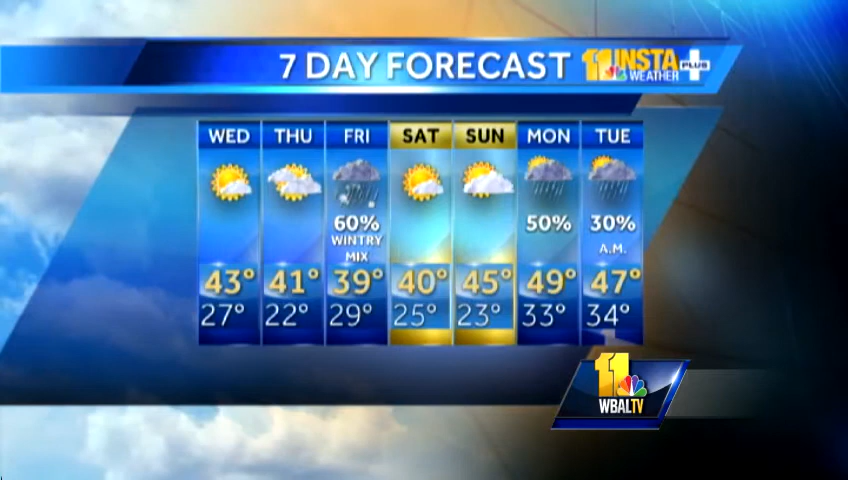 7 DAY FORECAST 11 INSTA WEATHER PLUS
WED THU FRI SAT SUN MON TUE
60% 50% 30%
WINTRY MIX A.M.
43° 41° 39° 40° 45° 49° 47°
27° 22° 29° 25° 23° 33° 34°
11
WBALTV